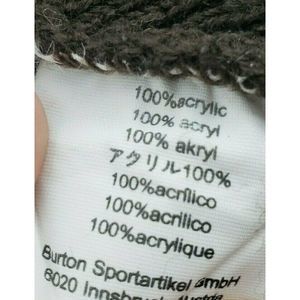 100%acrylic
100% acryl
100% akryl
アクリル100%
100%acrílico
100%acrilico
100%acrylique
Burton Sportartikel GmbH
6020 Innsbruck Austria